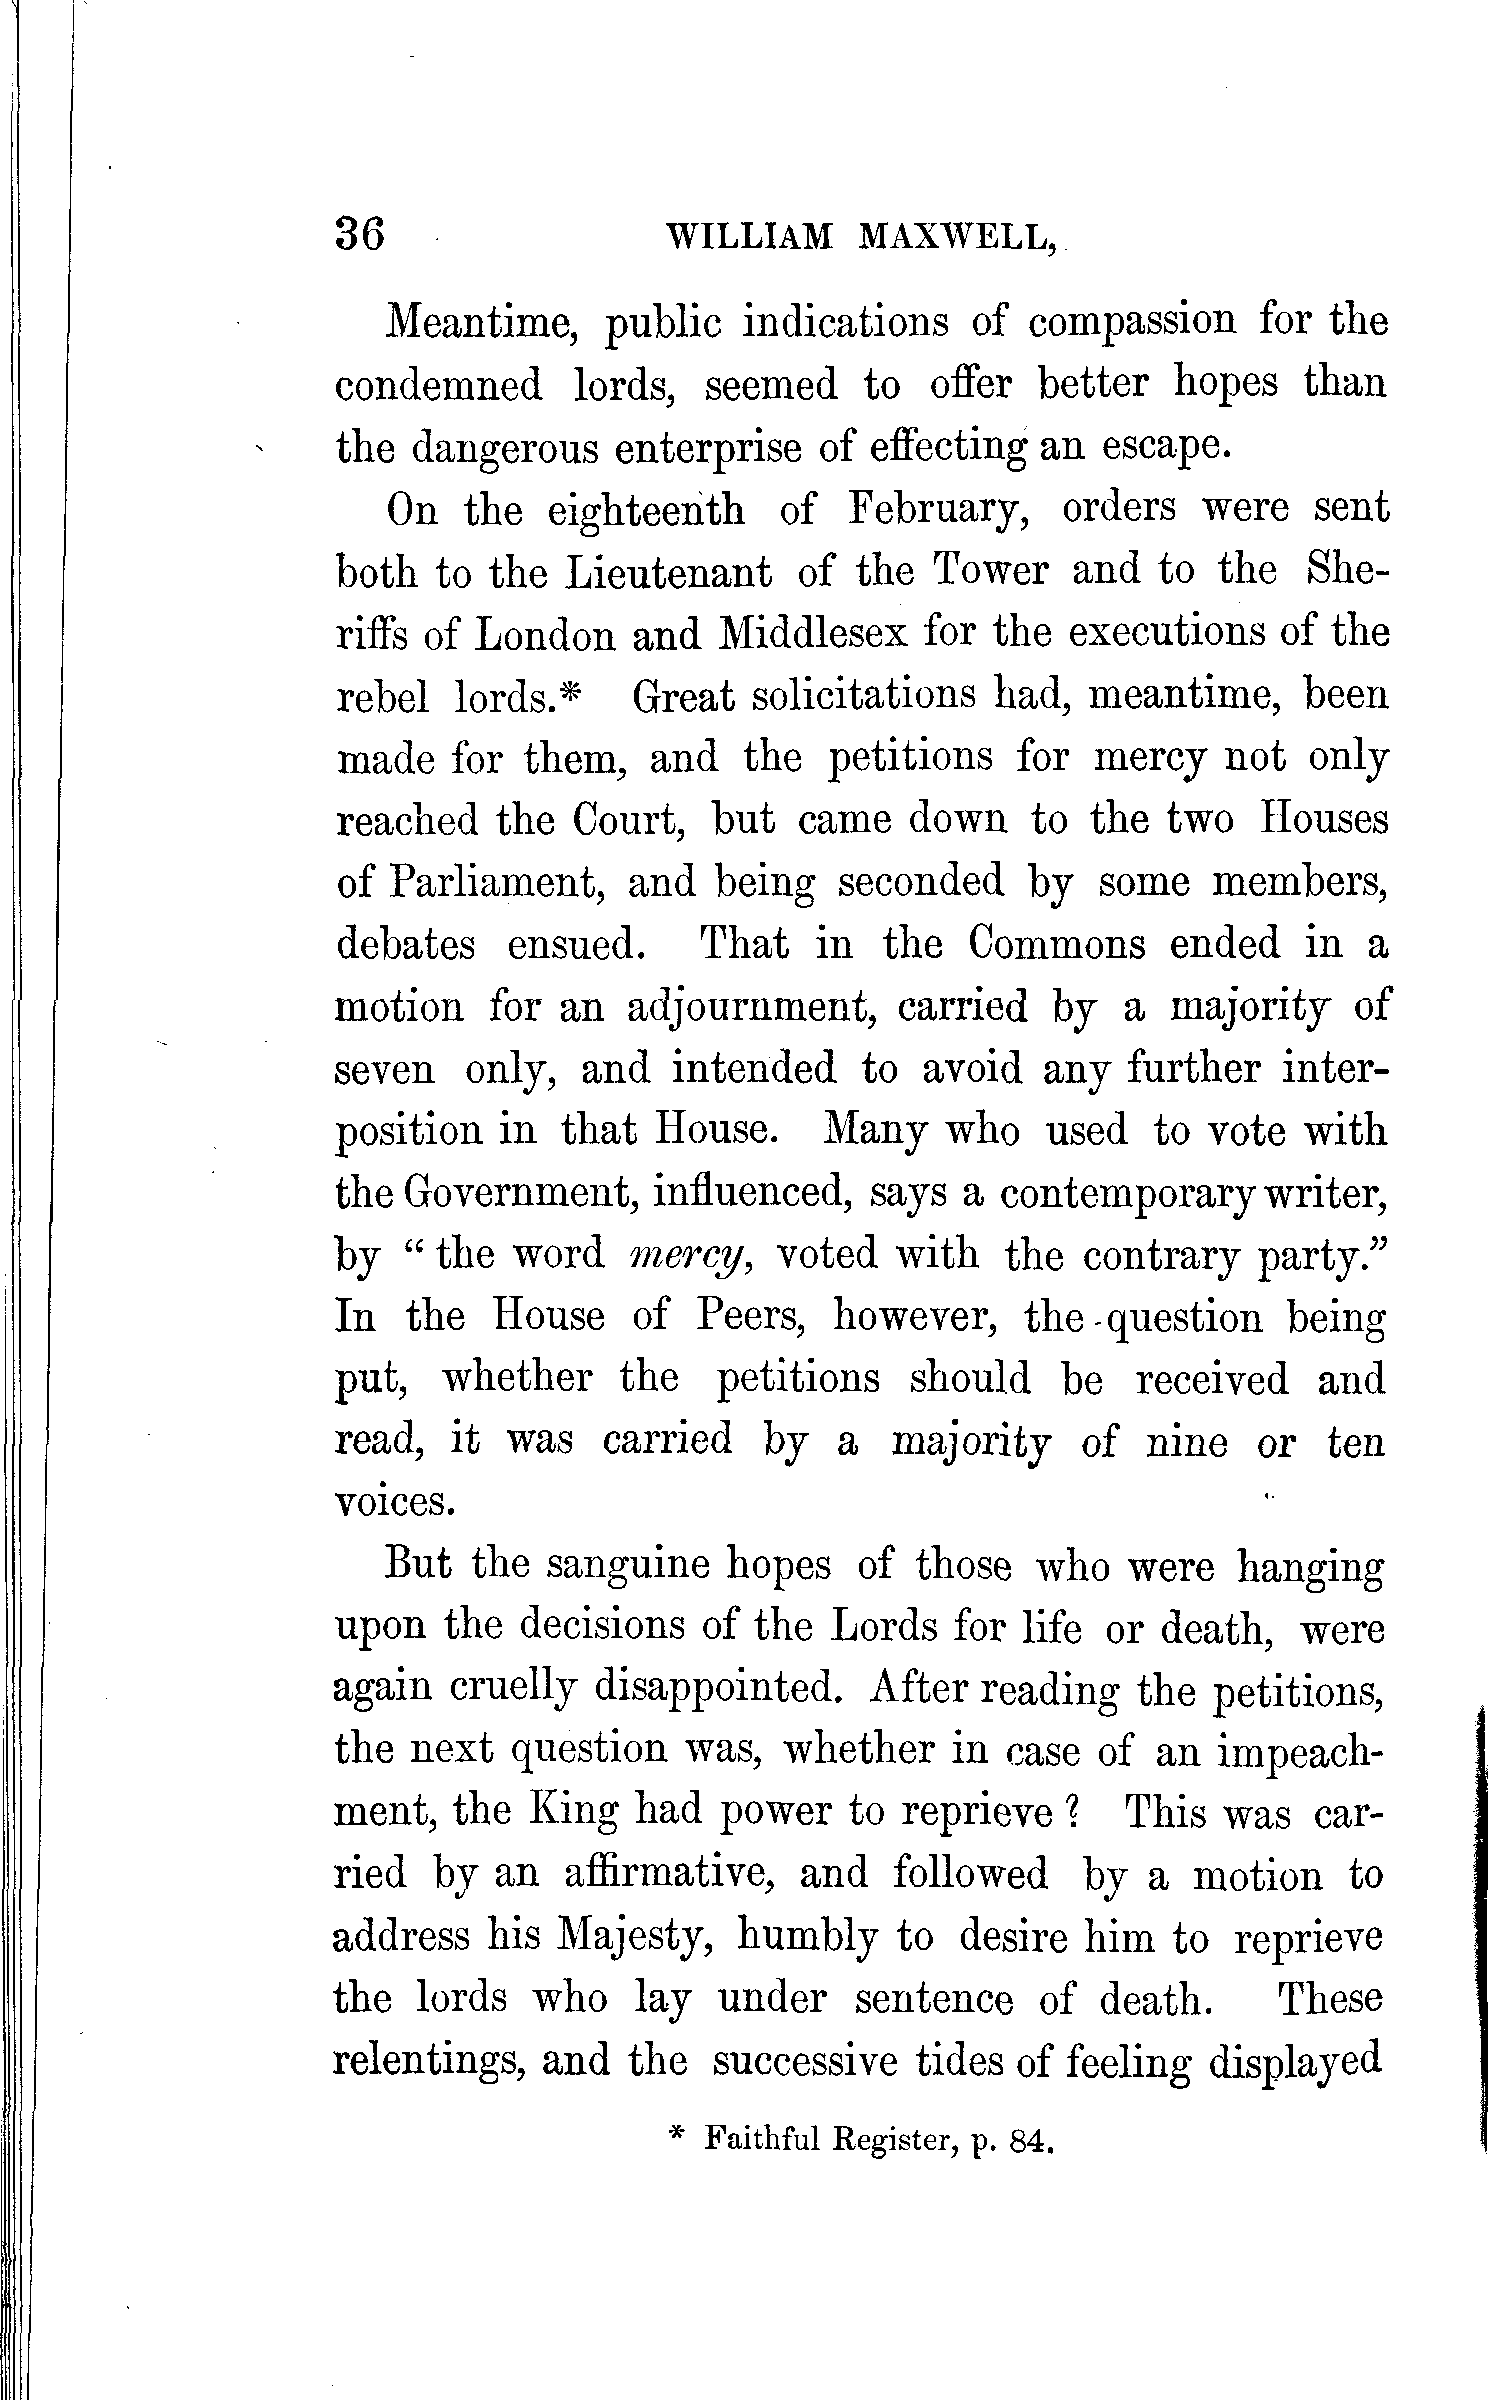 36 WILLIAM MAXWELL,
Meantime, public indications of compassion for the
condemned lords, seemed to offer better hopes than
the dangerous enterprise of effecting an escape.
On the eighteenth of February, orders were sent
both to the Lieutenant of the Tower and to the She-
riffs of London and Middlesex for the executions of the
rebel lords.* Great solicitations had, meantime, been
made for them, and the petitions for mercy not only
reached the Court, but came down to the two Houses
of Parliament, and being seconded by some members,
debates ensued. That in the Commons ended in a
motion for an adjournment, carried by a majority of
seven only, and intended to avoid any further inter-
position in that House. Many who used to vote with
the Government, influenced, says a contemporary writer,
by “ the word mercy, voted with the contrary party.”
In the House of Peers, however, the question being
put, whether the petitions should be received and
read, it was carried by a majority of nine or ten
voices.
But the sanguine hopes of those who were hanging
upon the decisions of the Lords for life or death, were
again cruelly disappointed. After reading the petitions,
the next question was, whether in case of an impeach-
ment, the King had power to reprieve ? This was car-
ried by an affirmative, and followed by a motion to
address his Majesty, humbly to desire him to reprieve
the lords who lay under sentence of death. These
relentings, and the successive tides of feeling displayed
* Faithful Register, p. 84.